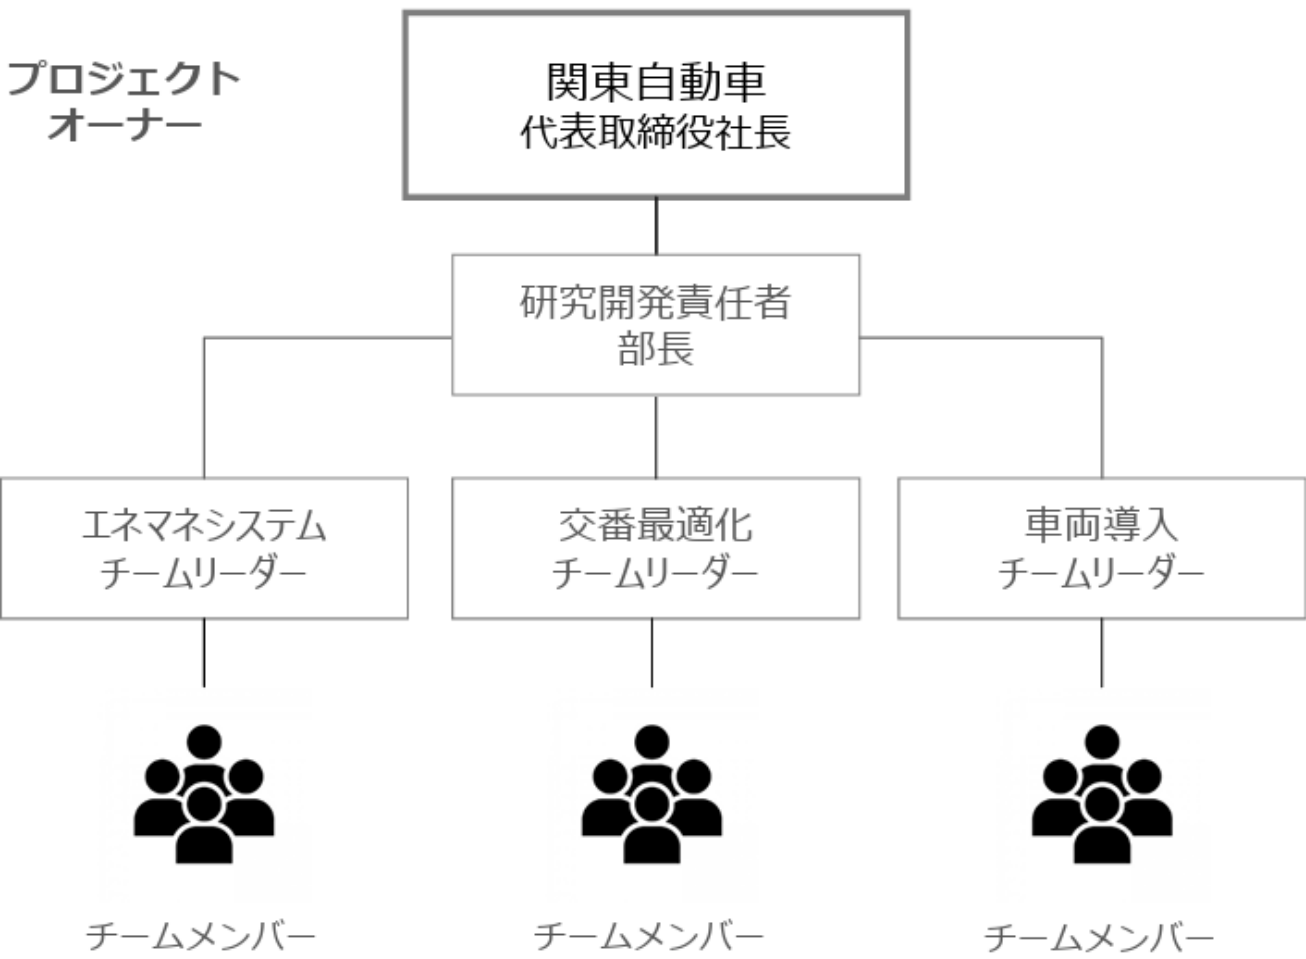 プロジェクト
オーナー
関東自動車
代表取締役社長
研究開発責任者
部長
エネマネシステム
チームリーダー
交番最適化
チームリーダー
車両導入
チームリーダー
チームメンバー
チームメンバー
チームメンバー